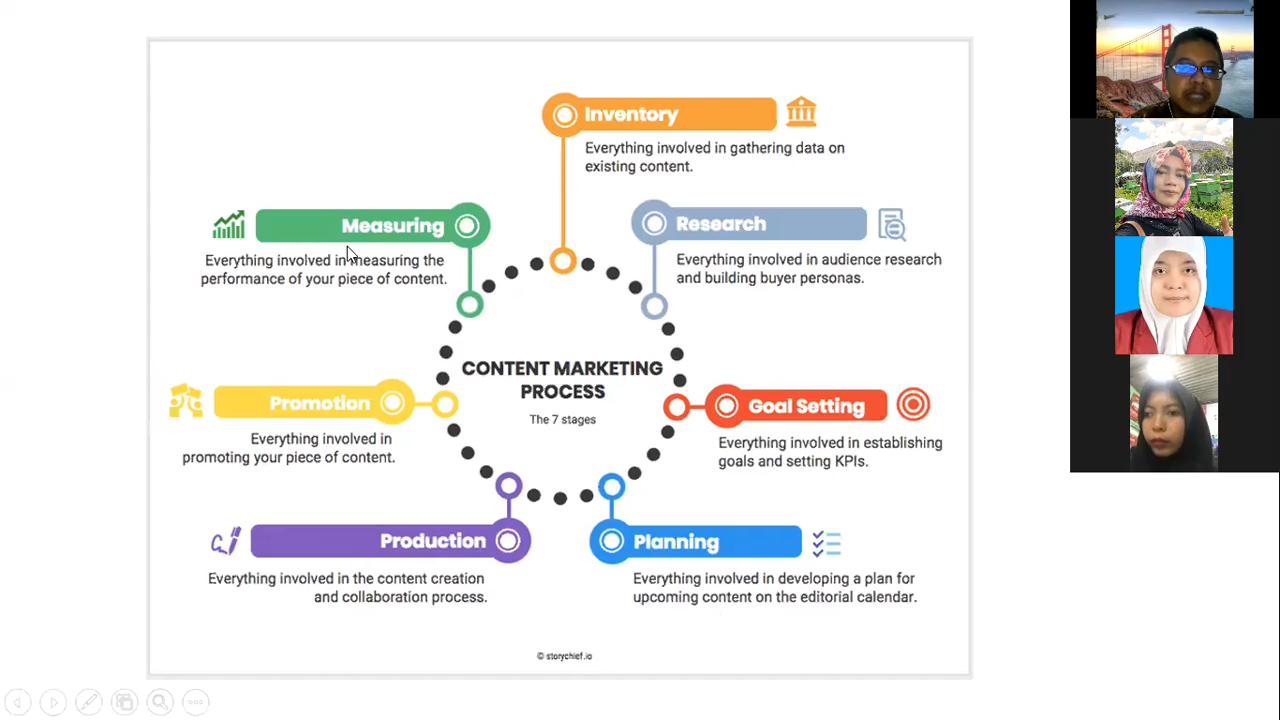 Inventory
Everything involved in gathering data on
existing content.
Research
Everything involved in audience research
and building buyer personas.
Goal Setting
Everything involved in establishing
goals and setting KPIs.
Planning
Everything involved in developing a plan for
upcoming content on the editorial calendar.
Production
Everything involved in the content creation
and collaboration process.
Promotion
Everything involved in
promoting your piece of content.
Measuring
Everything involved in measuring the
performance of your piece of content.
CONTENT MARKETING
PROCESS
The 7 stages
© storychief.io